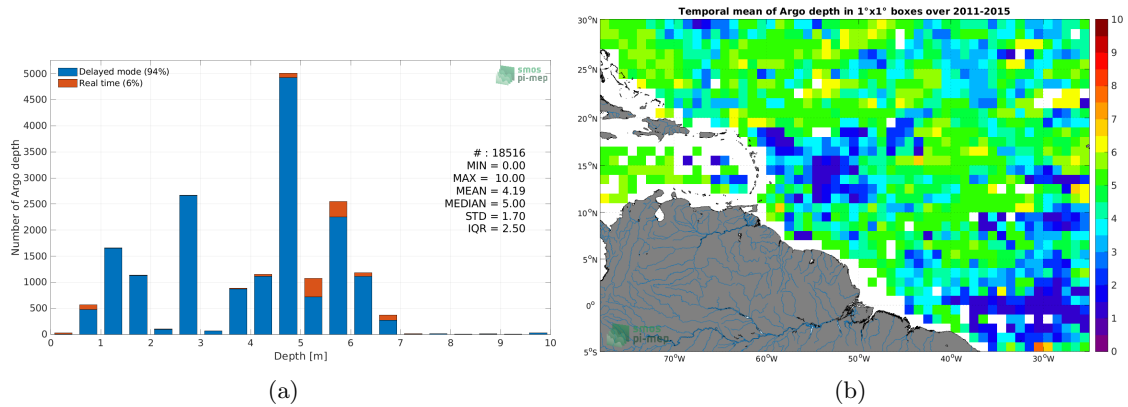 Delayed mode (94%)
Real time (6%)
smos
pi-mep
# : 18516
MIN = 0.00
MAX = 10.00
MEAN = 4.19
MEDIAN = 5.00
STD = 1.70
IQR = 2.50
Number of Argo depth
5000
4500
4000
3500
3000
2500
2000
1500
1000
500
0
0 1 2 3 4 5 6 7 8 9 10
Depth [m]
(a)
Temporal mean of Argo depth in 1°x1° boxes over 2011-2015
30°N
25°N
20°N
15°N
10°N
5°N
0°
5°S
70°W 60°W 50°W 40°W 30°W
smos
pi-mep
10
9
8
7
6
5
4
3
2
1
0
(b)